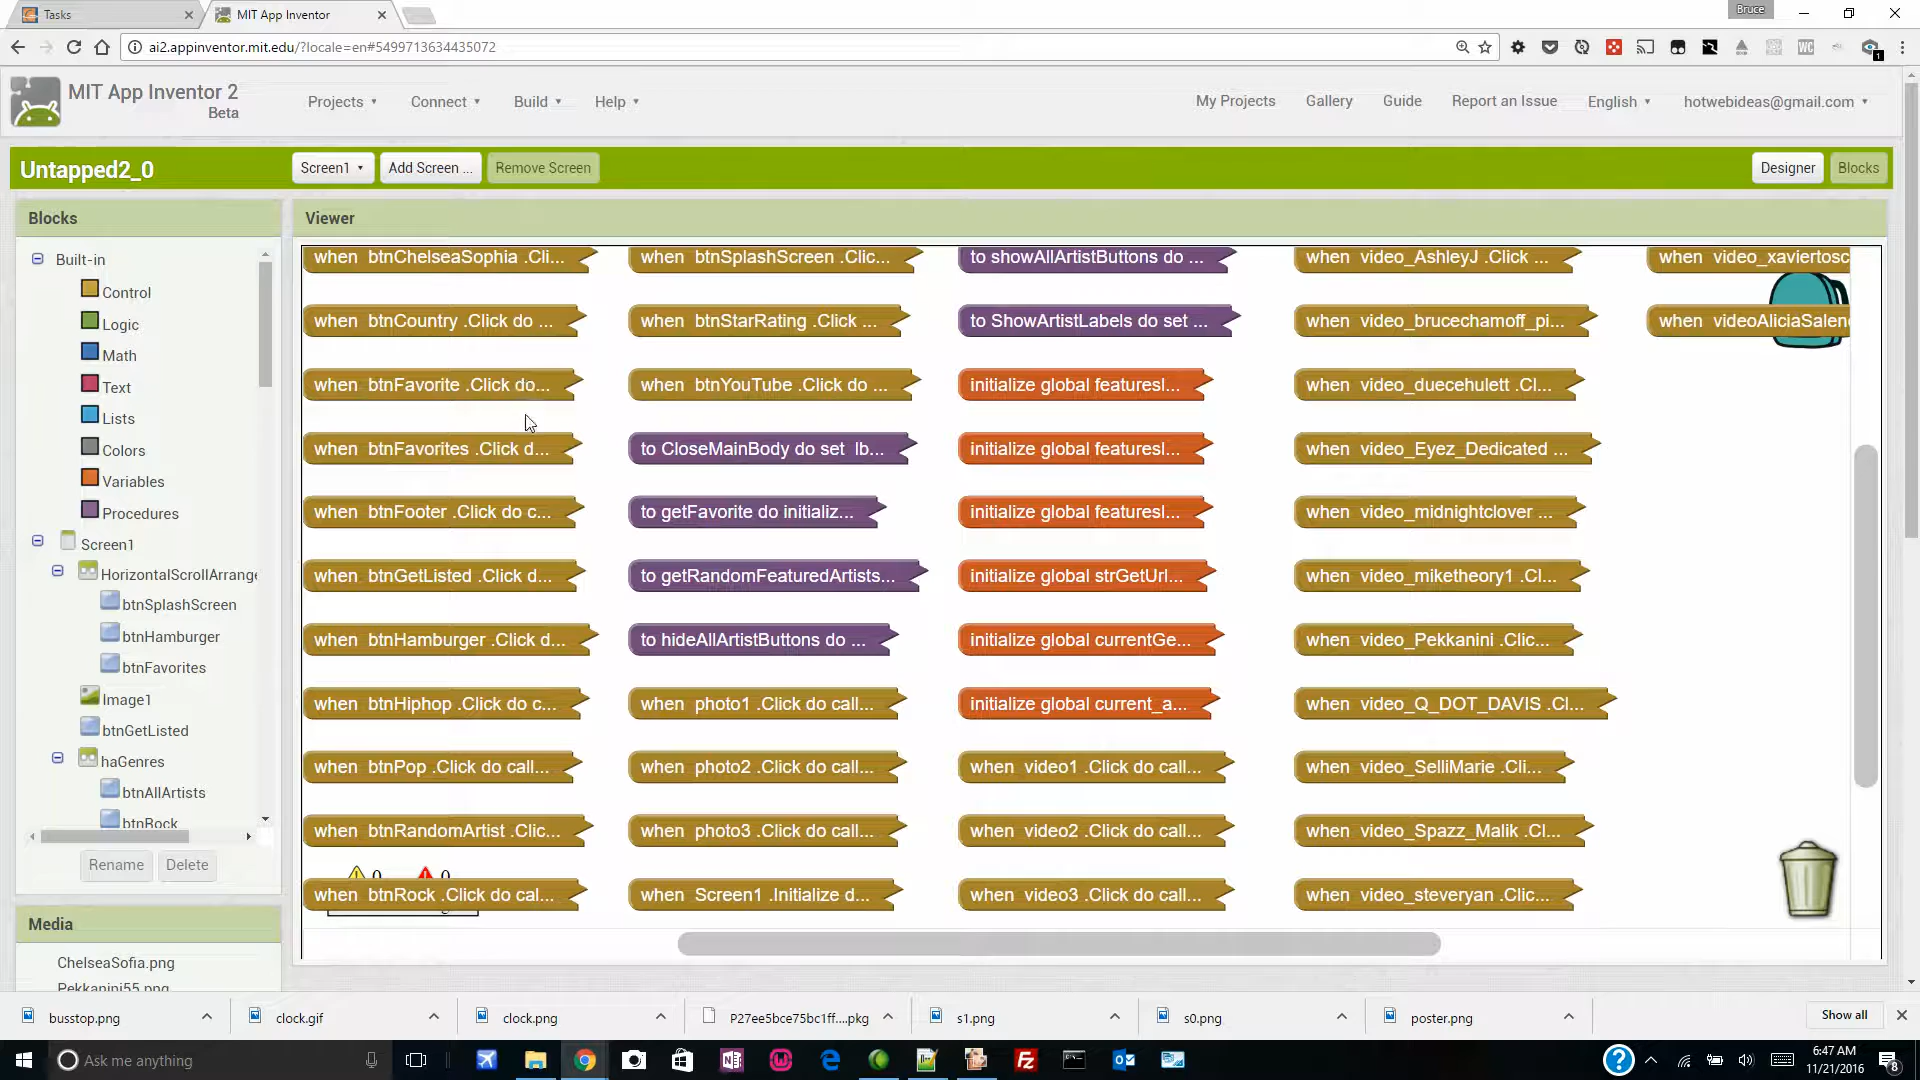 Tasks
MIT App Inventor
Bruce
ai2.appinventor.mit.edu/?locale=en#5499713634435072
WC
1
MIT App Inventor 2
Beta
Projects
Connect
Build
Help
My Projects
Gallery
Guide
Report an Issue
English
hotwebideas@gmail.com
Untapped2_0
Screen1
Add Screen ...
Remove Screen
Designer
Blocks
Blocks
Built-in
Control
Logic
Math
Text
Lists
Colors
Variables
Procedures
Screen1
HorizontalScrollArrange
btnSplashScreen
btnHamburger
btnFavorites
Image1
btnGetListed
haGenres
btnAllArtists
btnRock
Rename
Delete
Media
ChelseaSofia.png
Pekkanini55.png
Viewer
when btnChelseaSophia .Cli...
when btnCountry .Click do ...
when btnFavorite .Click do...
when btnFavorites .Click d...
when btnFooter .Click do c...
when btnGetListed .Click d...
when btnHamburger .Click d...
when btnHiphop .Click do c...
when btnPop .Click do call...
when btnRandomArtist .Clic...
0 0
when btnRock .Click do cal...
when btnSplashScreen .Clic...
when btnStarRating .Click ...
when btnYouTube .Click do ...
to CloseMainBody do set lb...
to getFavorite do initializ...
to getRandomFeaturedArtists...
to hideAllArtistButtons do ...
when photo1 .Click do call...
when photo2 .Click do call...
when photo3 .Click do call...
when Screen1 .Initialize d...
to showAllArtistButtons do ...
to ShowArtistLabels do set ...
initialize global featuresl...
initialize global featuresl...
initialize global featuresl...
initialize global strGetUrl...
initialize global currentGe...
initialize global current_a...
when video1 .Click do call...
when video2 .Click do call...
when video3 .Click do call...
when video_AshleyJ .Click ...
when video_brucechamoff_pi...
when video_duecehulett .Cl...
when video_Eyez_Dedicated ...
when video_midnightclover ...
when video_miketheory1 .Cl...
when video_Pekkanini .Clic...
when video_Q_DOT_DAVIS .Cl...
when video_SelliMarie .Cli...
when video_Spazz_Malik .Cl...
when video_steveryan .Clic...
when video_xaviertosc
when videoAliciaSalen
busstop.png
clock.gif
clock.png
P27ee5bce75bc1ff....pkg
s1.png
s0.png
poster.png
Show all
Ask me anything
6:47 AM
11/21/2016
8